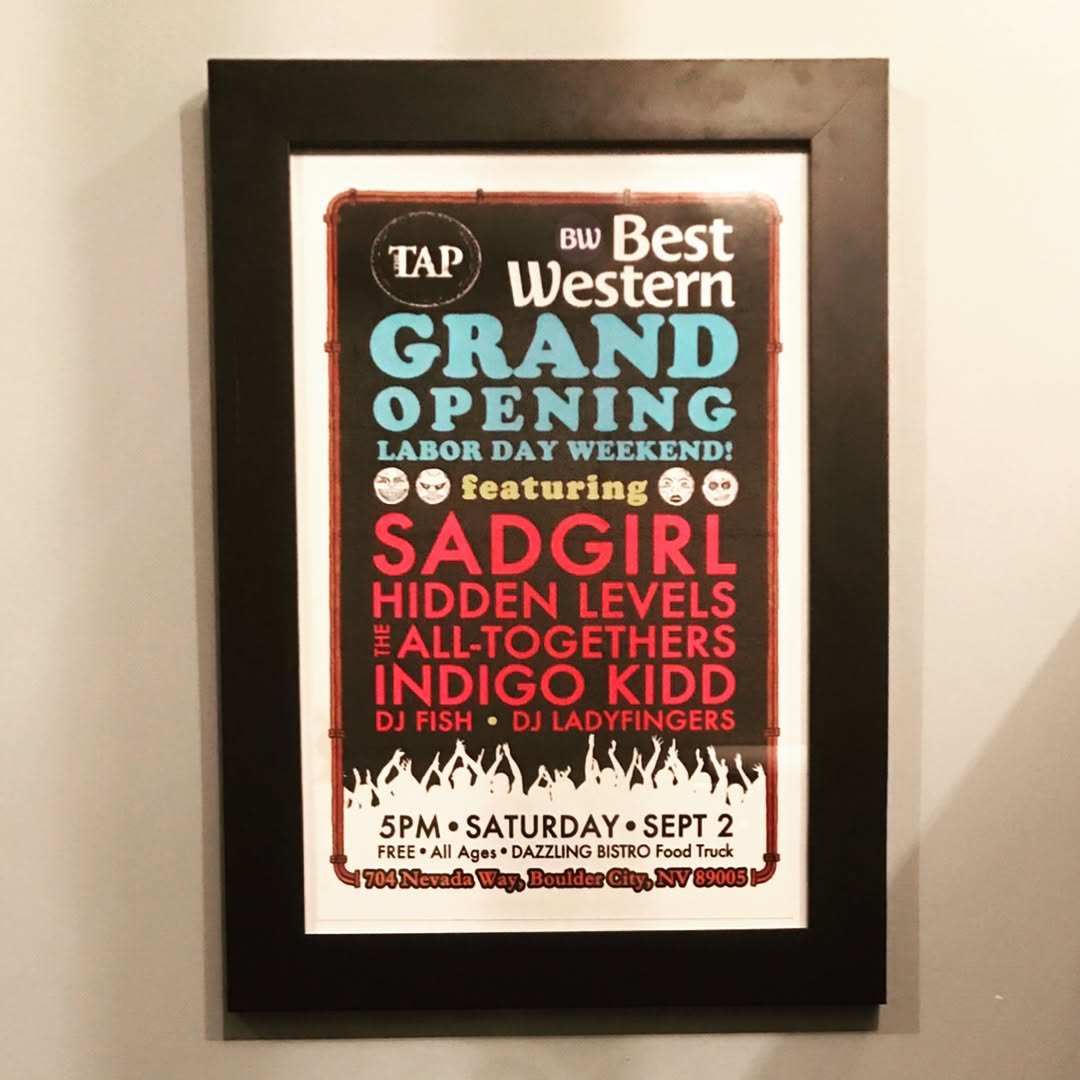 THE TAP
BW Best
Western
GRAND
OPENING
LABOR DAY WEEKEND!
featuring
SADGIRL
HIDDEN LEVELS
THE ALL-TOGETHERS
INDIGO KIDD
DJ FISH • DJ LADYFINGERS
5PM • SATURDAY • SEPT 2
FREE • All Ages • DAZZLING BISTRO Food Truck
704 Nevada Way, Boulder City, NV 89005